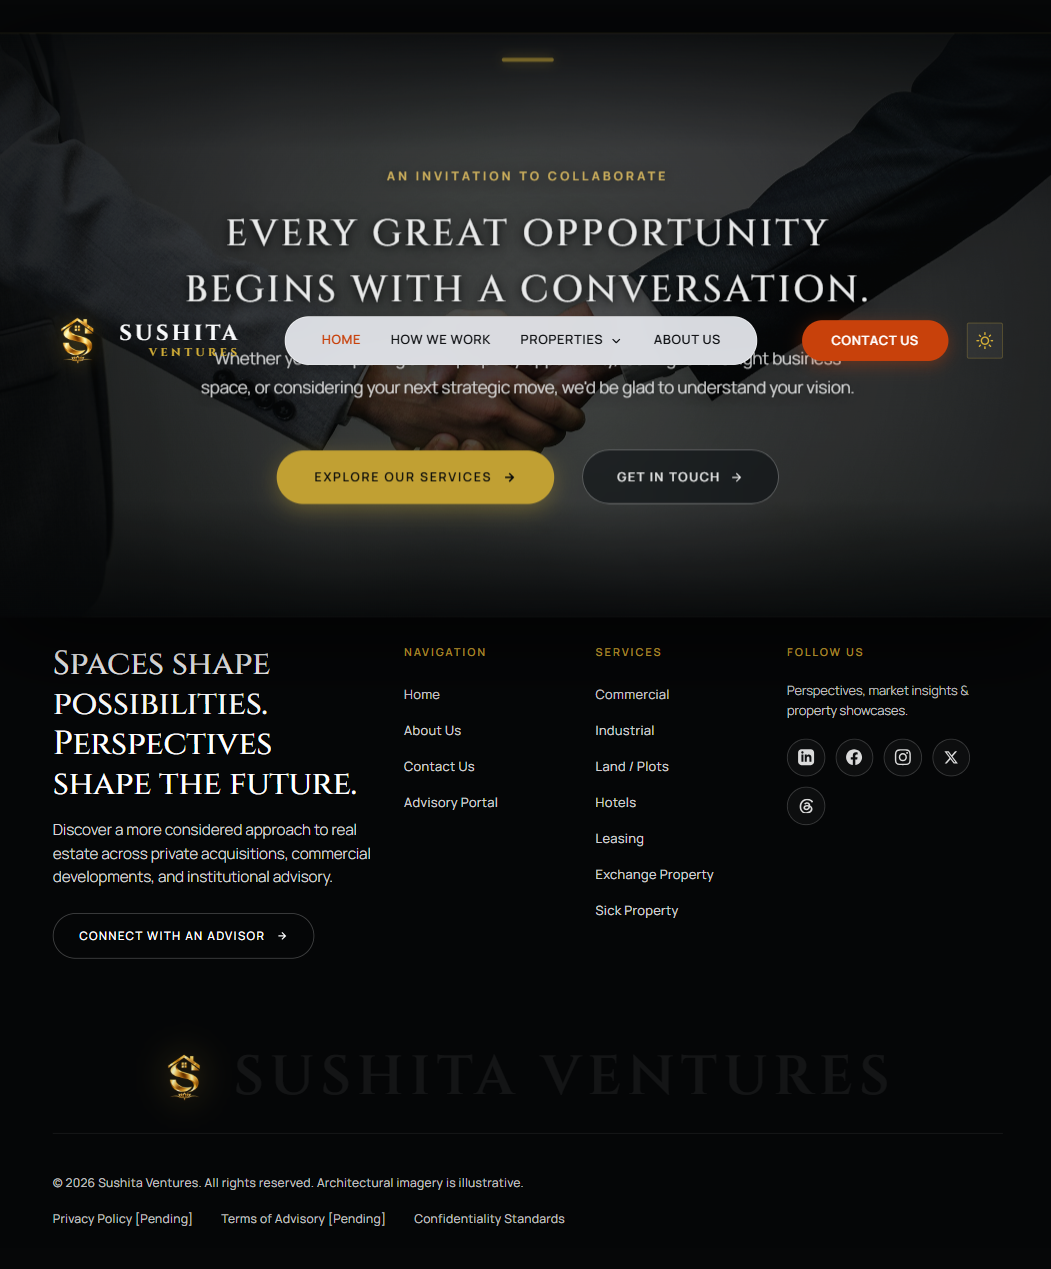 AN INVITATION TO COLLABORATE
EVERY GREAT OPPORTUNITY
BEGINS WITH A CONVERSATION.
SUSHITA
VENTURES
HOME HOW WE WORK PROPERTIES ABOUT US
CONTACT US
Whether business
space, or considering your next strategic move, we'd be glad to understand your vision.
EXPLORE OUR SERVICES →
GET IN TOUCH →
SPACES SHAPE
POSSIBILITIES.
PERSPECTIVES
SHAPE THE FUTURE.
Discover a more considered approach to real
estate across private acquisitions, commercial
developments, and institutional advisory.
CONNECT WITH AN ADVISOR →
NAVIGATION
Home
About Us
Contact Us
Advisory Portal
SERVICES
Commercial
Industrial
Land / Plots
Hotels
Leasing
Exchange Property
Sick Property
FOLLOW US
Perspectives, market insights &
property showcases.
SUSHITA VENTURES
© 2026 Sushita Ventures. All rights reserved. Architectural imagery is illustrative.
Privacy Policy [Pending] Terms of Advisory [Pending] Confidentiality Standards